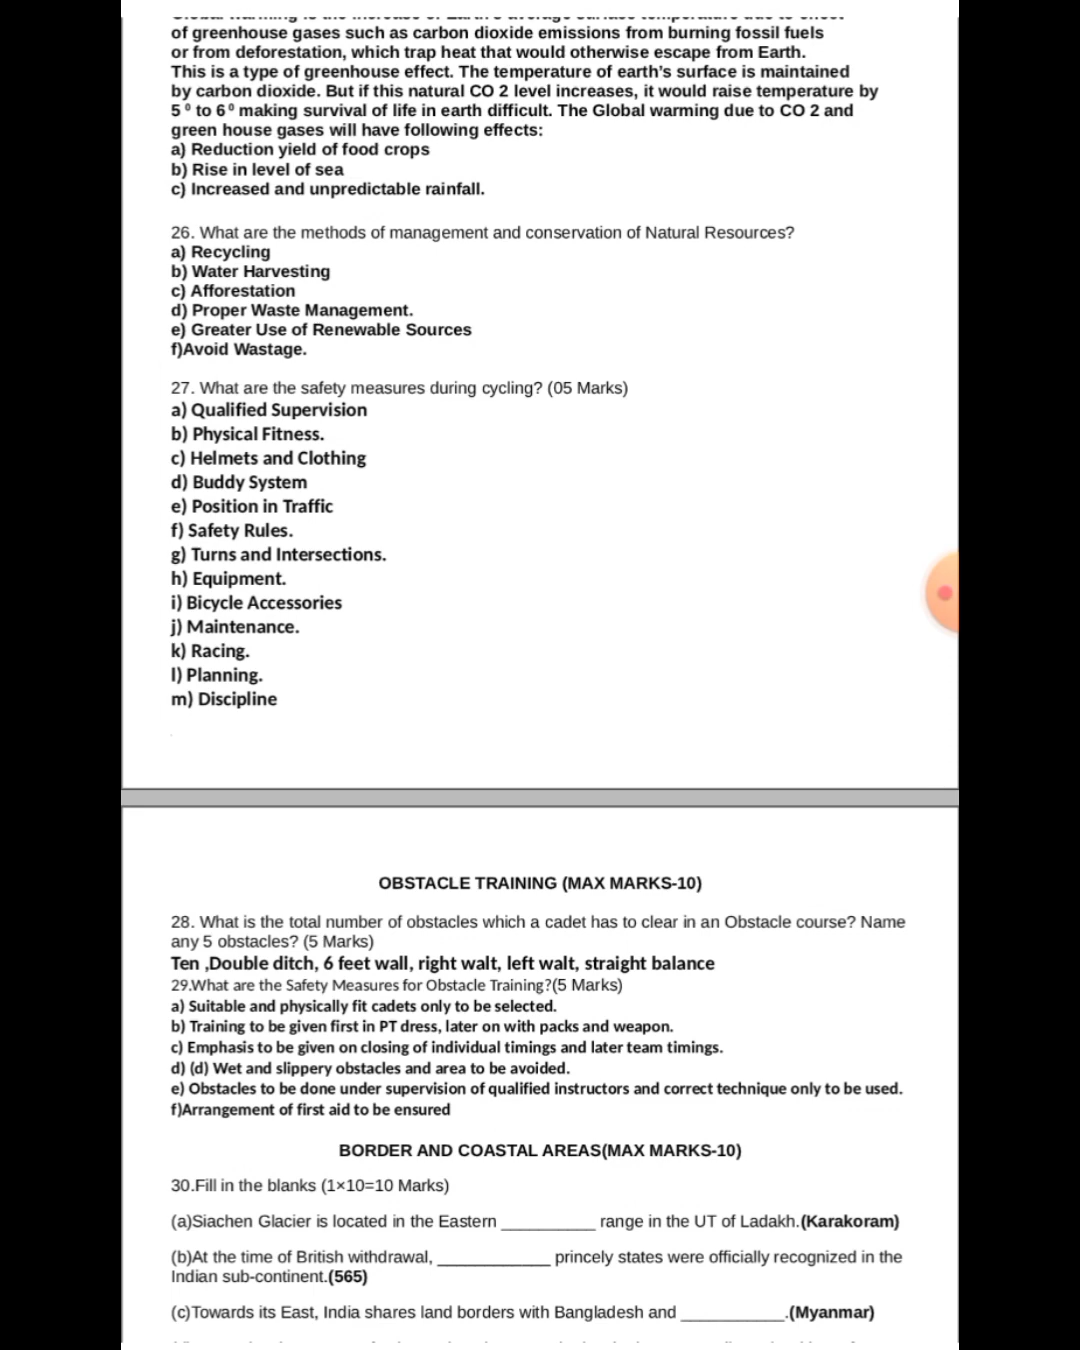 of greenhouse gases such as carbon dioxide emissions from burning fossil fuels
or from deforestation, which trap heat that would otherwise escape from Earth.
This is a type of greenhouse effect. The temperature of earth's surface is maintained
by carbon dioxide. But if this natural CO 2 level increases, it would raise temperature by
5⁰ to 6⁰ making survival of life in earth difficult. The Global warming due to CO 2 and
green house gases will have following effects:
a) Reduction yield of food crops
b) Rise in level of sea
c) Increased and unpredictable rainfall.
26. What are the methods of management and conservation of Natural Resources?
a) Recycling
b) Water Harvesting
c) Afforestation
d) Proper Waste Management.
e) Greater Use of Renewable Sources
f)Avoid Wastage.
27. What are the safety measures during cycling? (05 Marks)
a) Qualified Supervision
b) Physical Fitness.
c) Helmets and Clothing
d) Buddy System
e) Position in Traffic
f) Safety Rules.
g) Turns and Intersections.
h) Equipment.
i) Bicycle Accessories
j) Maintenance.
k) Racing.
l) Planning.
m) Discipline
OBSTACLE TRAINING (MAX MARKS-10)
28. What is the total number of obstacles which a cadet has to clear in an Obstacle course? Name
any 5 obstacles? (5 Marks)
Ten ,Double ditch, 6 feet wall, right walt, left walt, straight balance
29.What are the Safety Measures for Obstacle Training?(5 Marks)
a) Suitable and physically fit cadets only to be selected.
b) Training to be given first in PT dress, later on with packs and weapon.
c) Emphasis to be given on closing of individual timings and later team timings.
d) (d) Wet and slippery obstacles and area to be avoided.
e) Obstacles to be done under supervision of qualified instructors and correct technique only to be used.
f)Arrangement of first aid to be ensured
BORDER AND COASTAL AREAS(MAX MARKS-10)
30.Fill in the blanks (1×10=10 Marks)
(a)Siachen Glacier is located in the Eastern __________ range in the UT of Ladakh.(Karakoram)
(b)At the time of British withdrawal, ____________ princely states were officially recognized in the
Indian sub-continent.(565)
(c)Towards its East, India shares land borders with Bangladesh and ___________.(Myanmar)